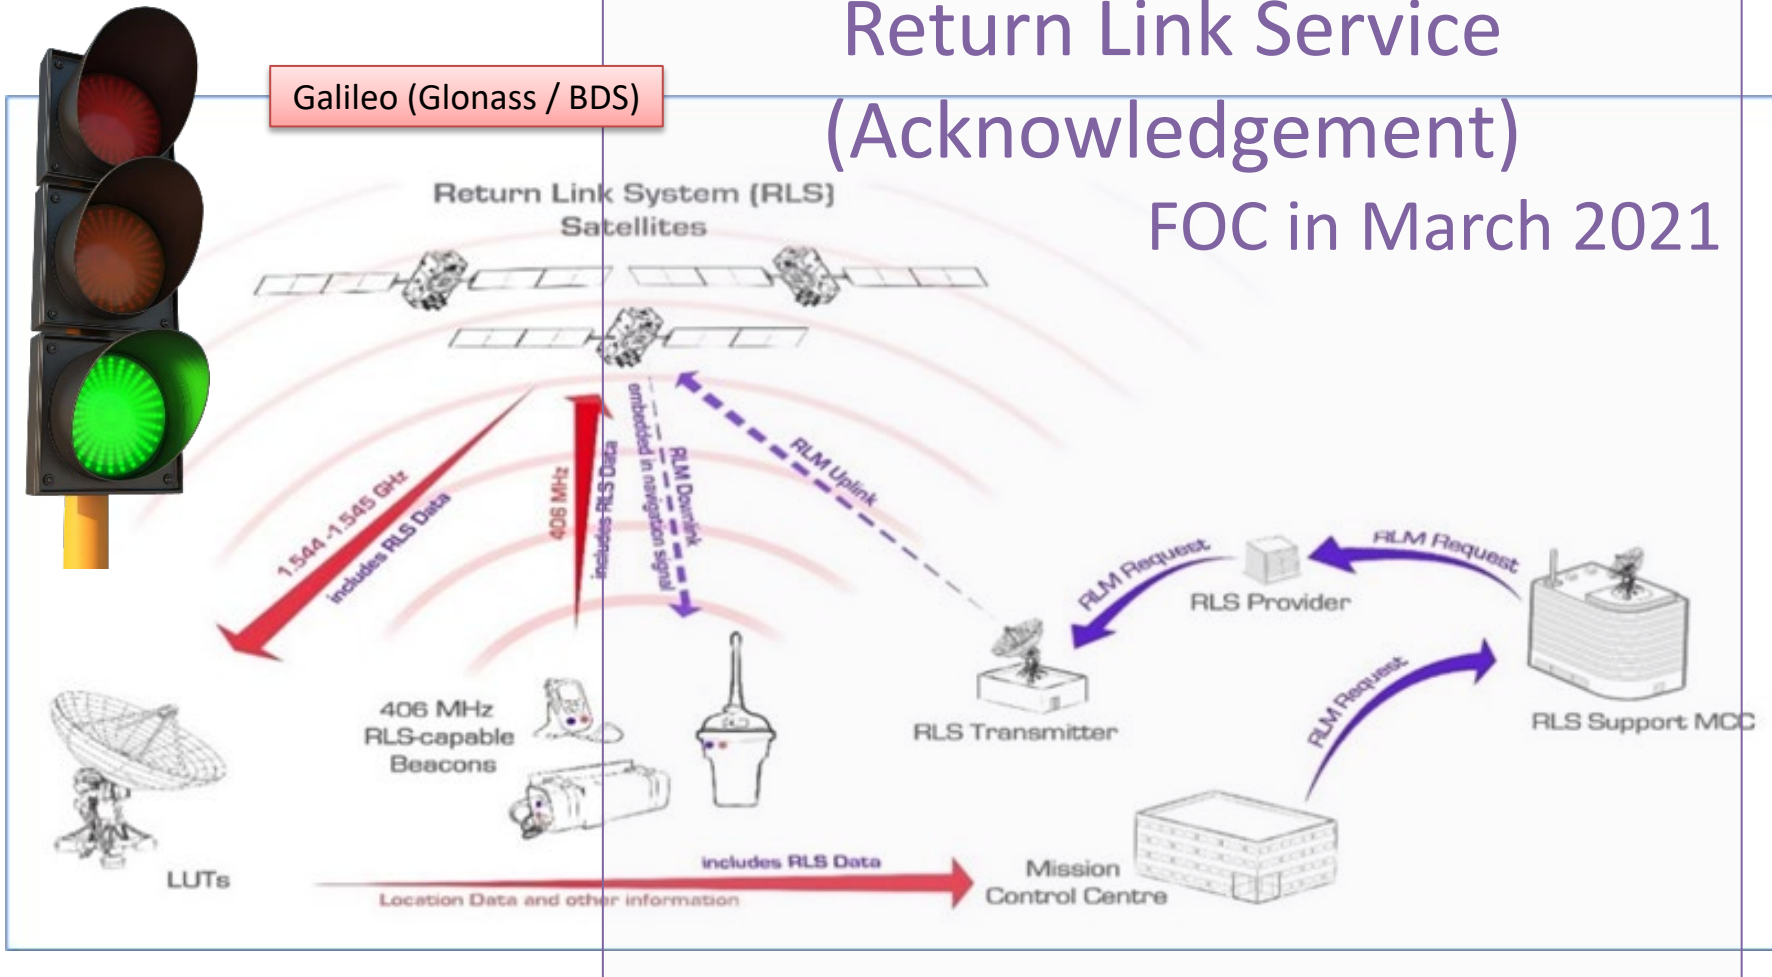 Return Link Service
(Acknowledgement)
FOC in March 2021
Galileo (Glonass / BDS)
Return Link System (RLS)
Satellites
1.544 -1.545 GHz
includes RLS Data
406 MHz
includes RLS Data
RLM Downlink
embedded in navigation signal
RLM Uplink
RLM Request
RLS Provider
RLM Request
RLS Transmitter
RLM Request
RLS Support MCC
406 MHz
RLS-capable
Beacons
LUTs
includes RLS Data
Location Data and other information
Mission
Control Centre